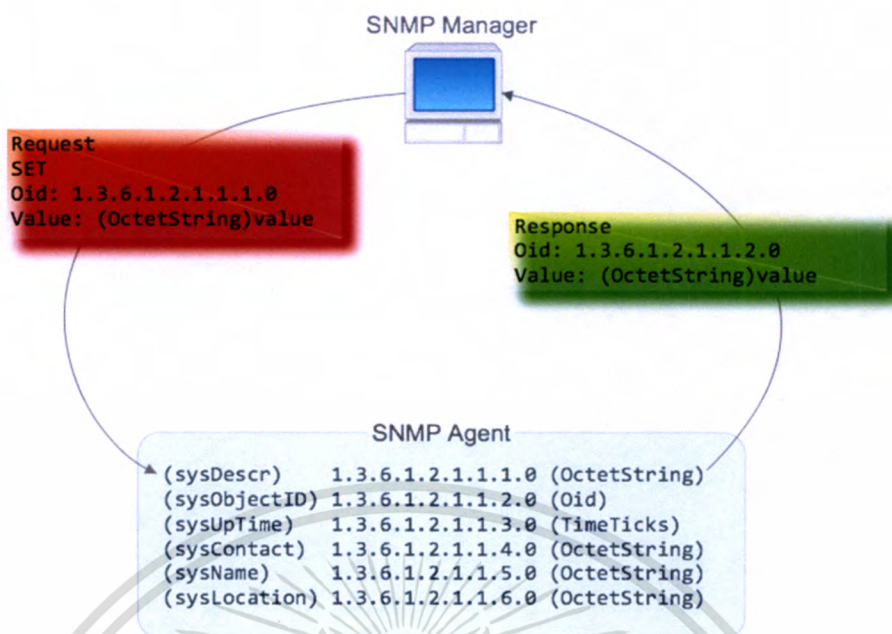 SNMP Manager
Request
SET
Oid: 1.3.6.1.2.1.1.1.0
Value: (OctetString)value
Response
Oid: 1.3.6.1.2.1.1.2.0
Value: (OctetString)value
SNMP Agent
(sysDescr) 1.3.6.1.2.1.1.1.0 (OctetString)
(sysObjectID) 1.3.6.1.2.1.1.2.0 (Oid)
(sysUpTime) 1.3.6.1.2.1.1.3.0 (TimeTicks)
(sysContact) 1.3.6.1.2.1.1.4.0 (OctetString)
(sysName) 1.3.6.1.2.1.1.5.0 (OctetString)
(sysLocation) 1.3.6.1.2.1.1.6.0 (OctetString)